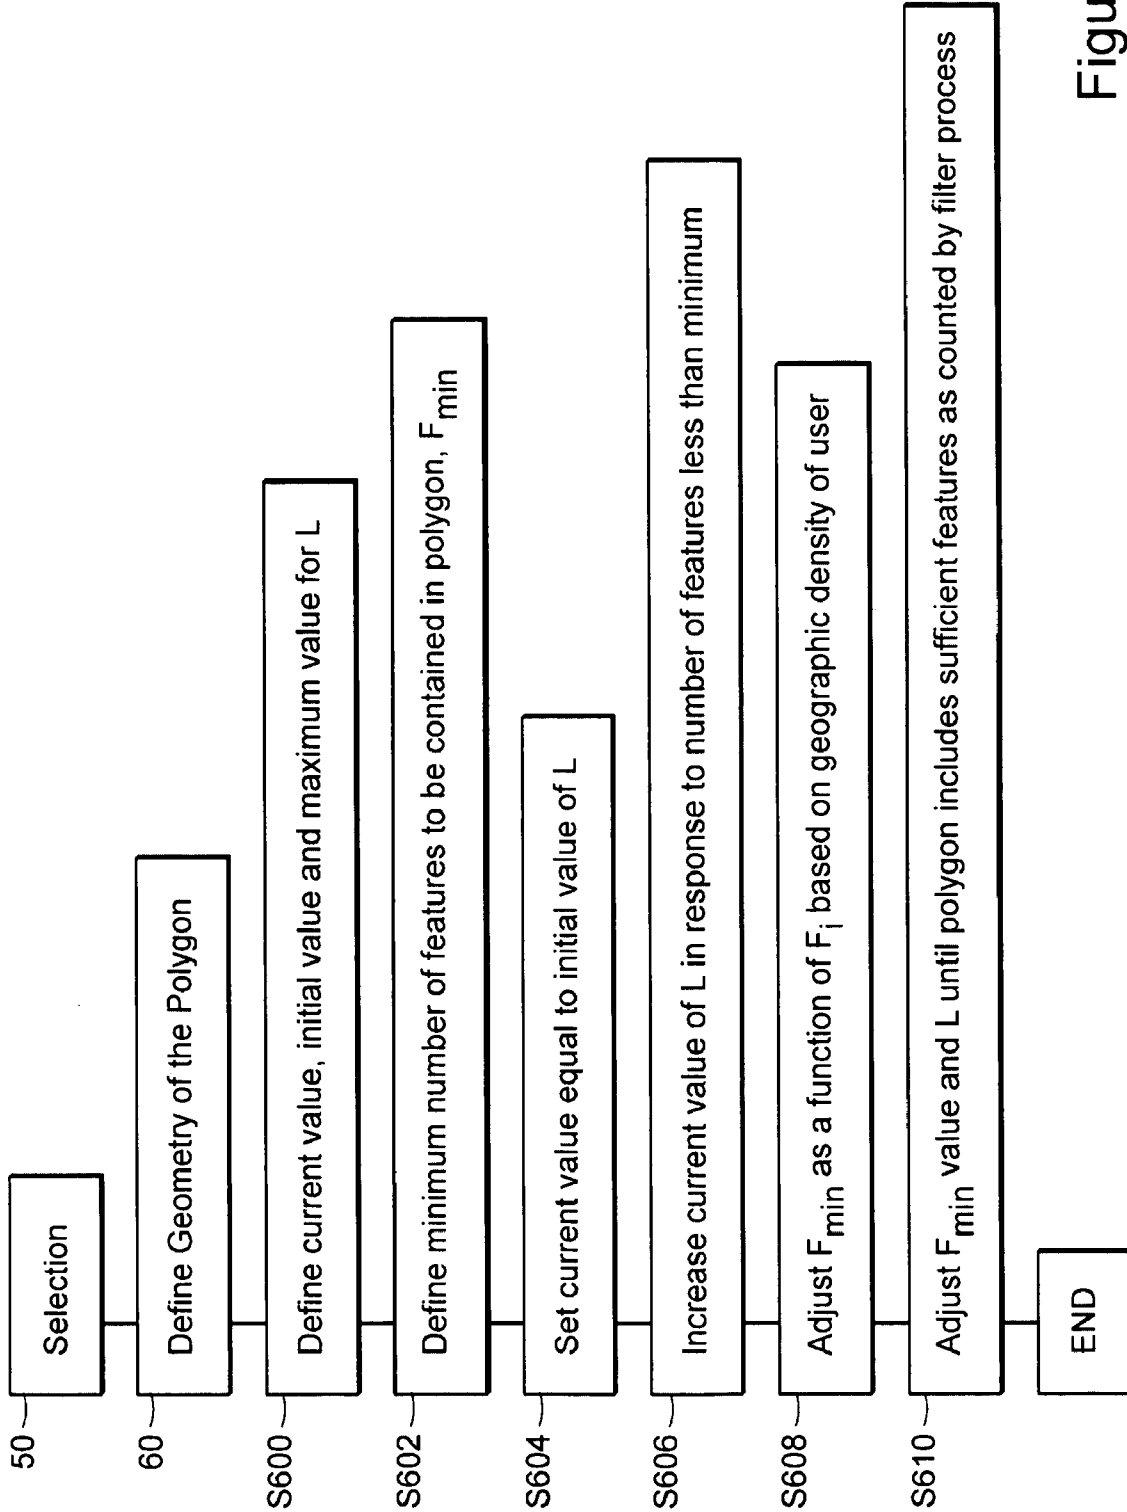 50
Selection
60
Define Geometry of the Polygon
S600
Define current value, initial value and maximum value for L
S602
Define minimum number of features to be contained in polygon, Fmin
S604
Set current value equal to initial value of L
S606
Increase current value of L in response to number of features less than minimum
S608
Adjust Fmin as a function of Fi based on geographic density of user
S610
Adjust Fmin value and L until polygon includes sufficient features as counted by filter process
END
Figu